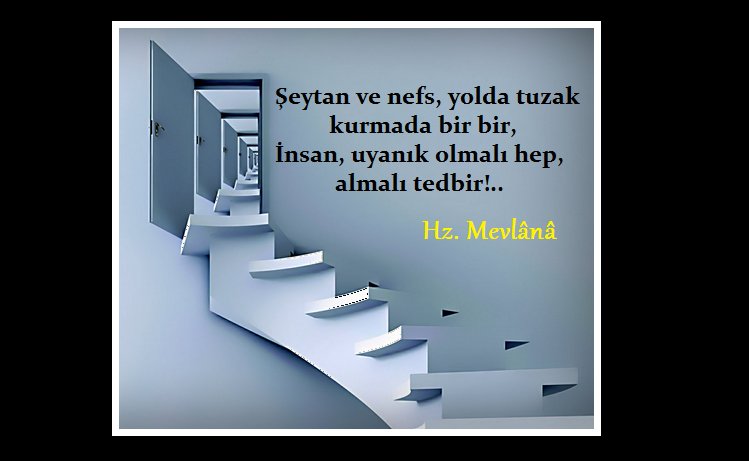 Şeytan ve nefs, yolda tuzak
kurmada bir bir,
İnsan, uyanık olmalı hep,
almalı tedbir!..
Hz. Mevlânâ